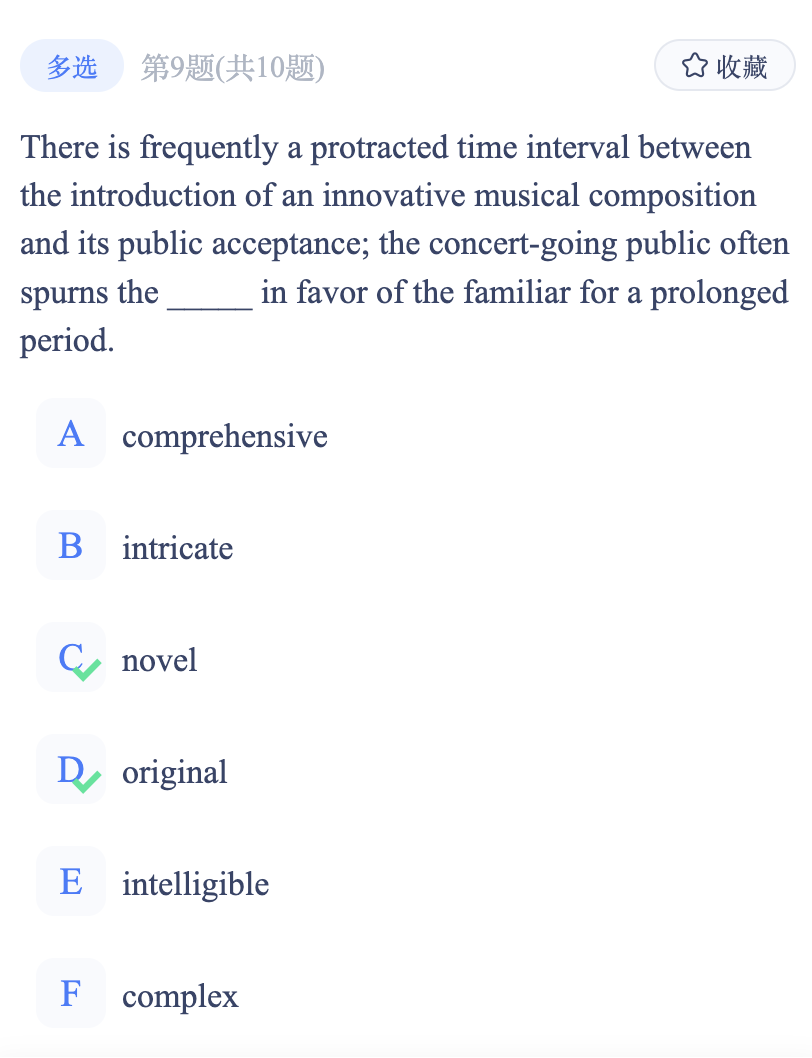 多选 第9题(共10题) 收藏
There is frequently a protracted time interval between
the introduction of an innovative musical composition
and its public acceptance; the concert-going public often
spurns the _____ in favor of the familiar for a prolonged
period.
A comprehensive
B intricate
C novel
D original
E intelligible
F complex